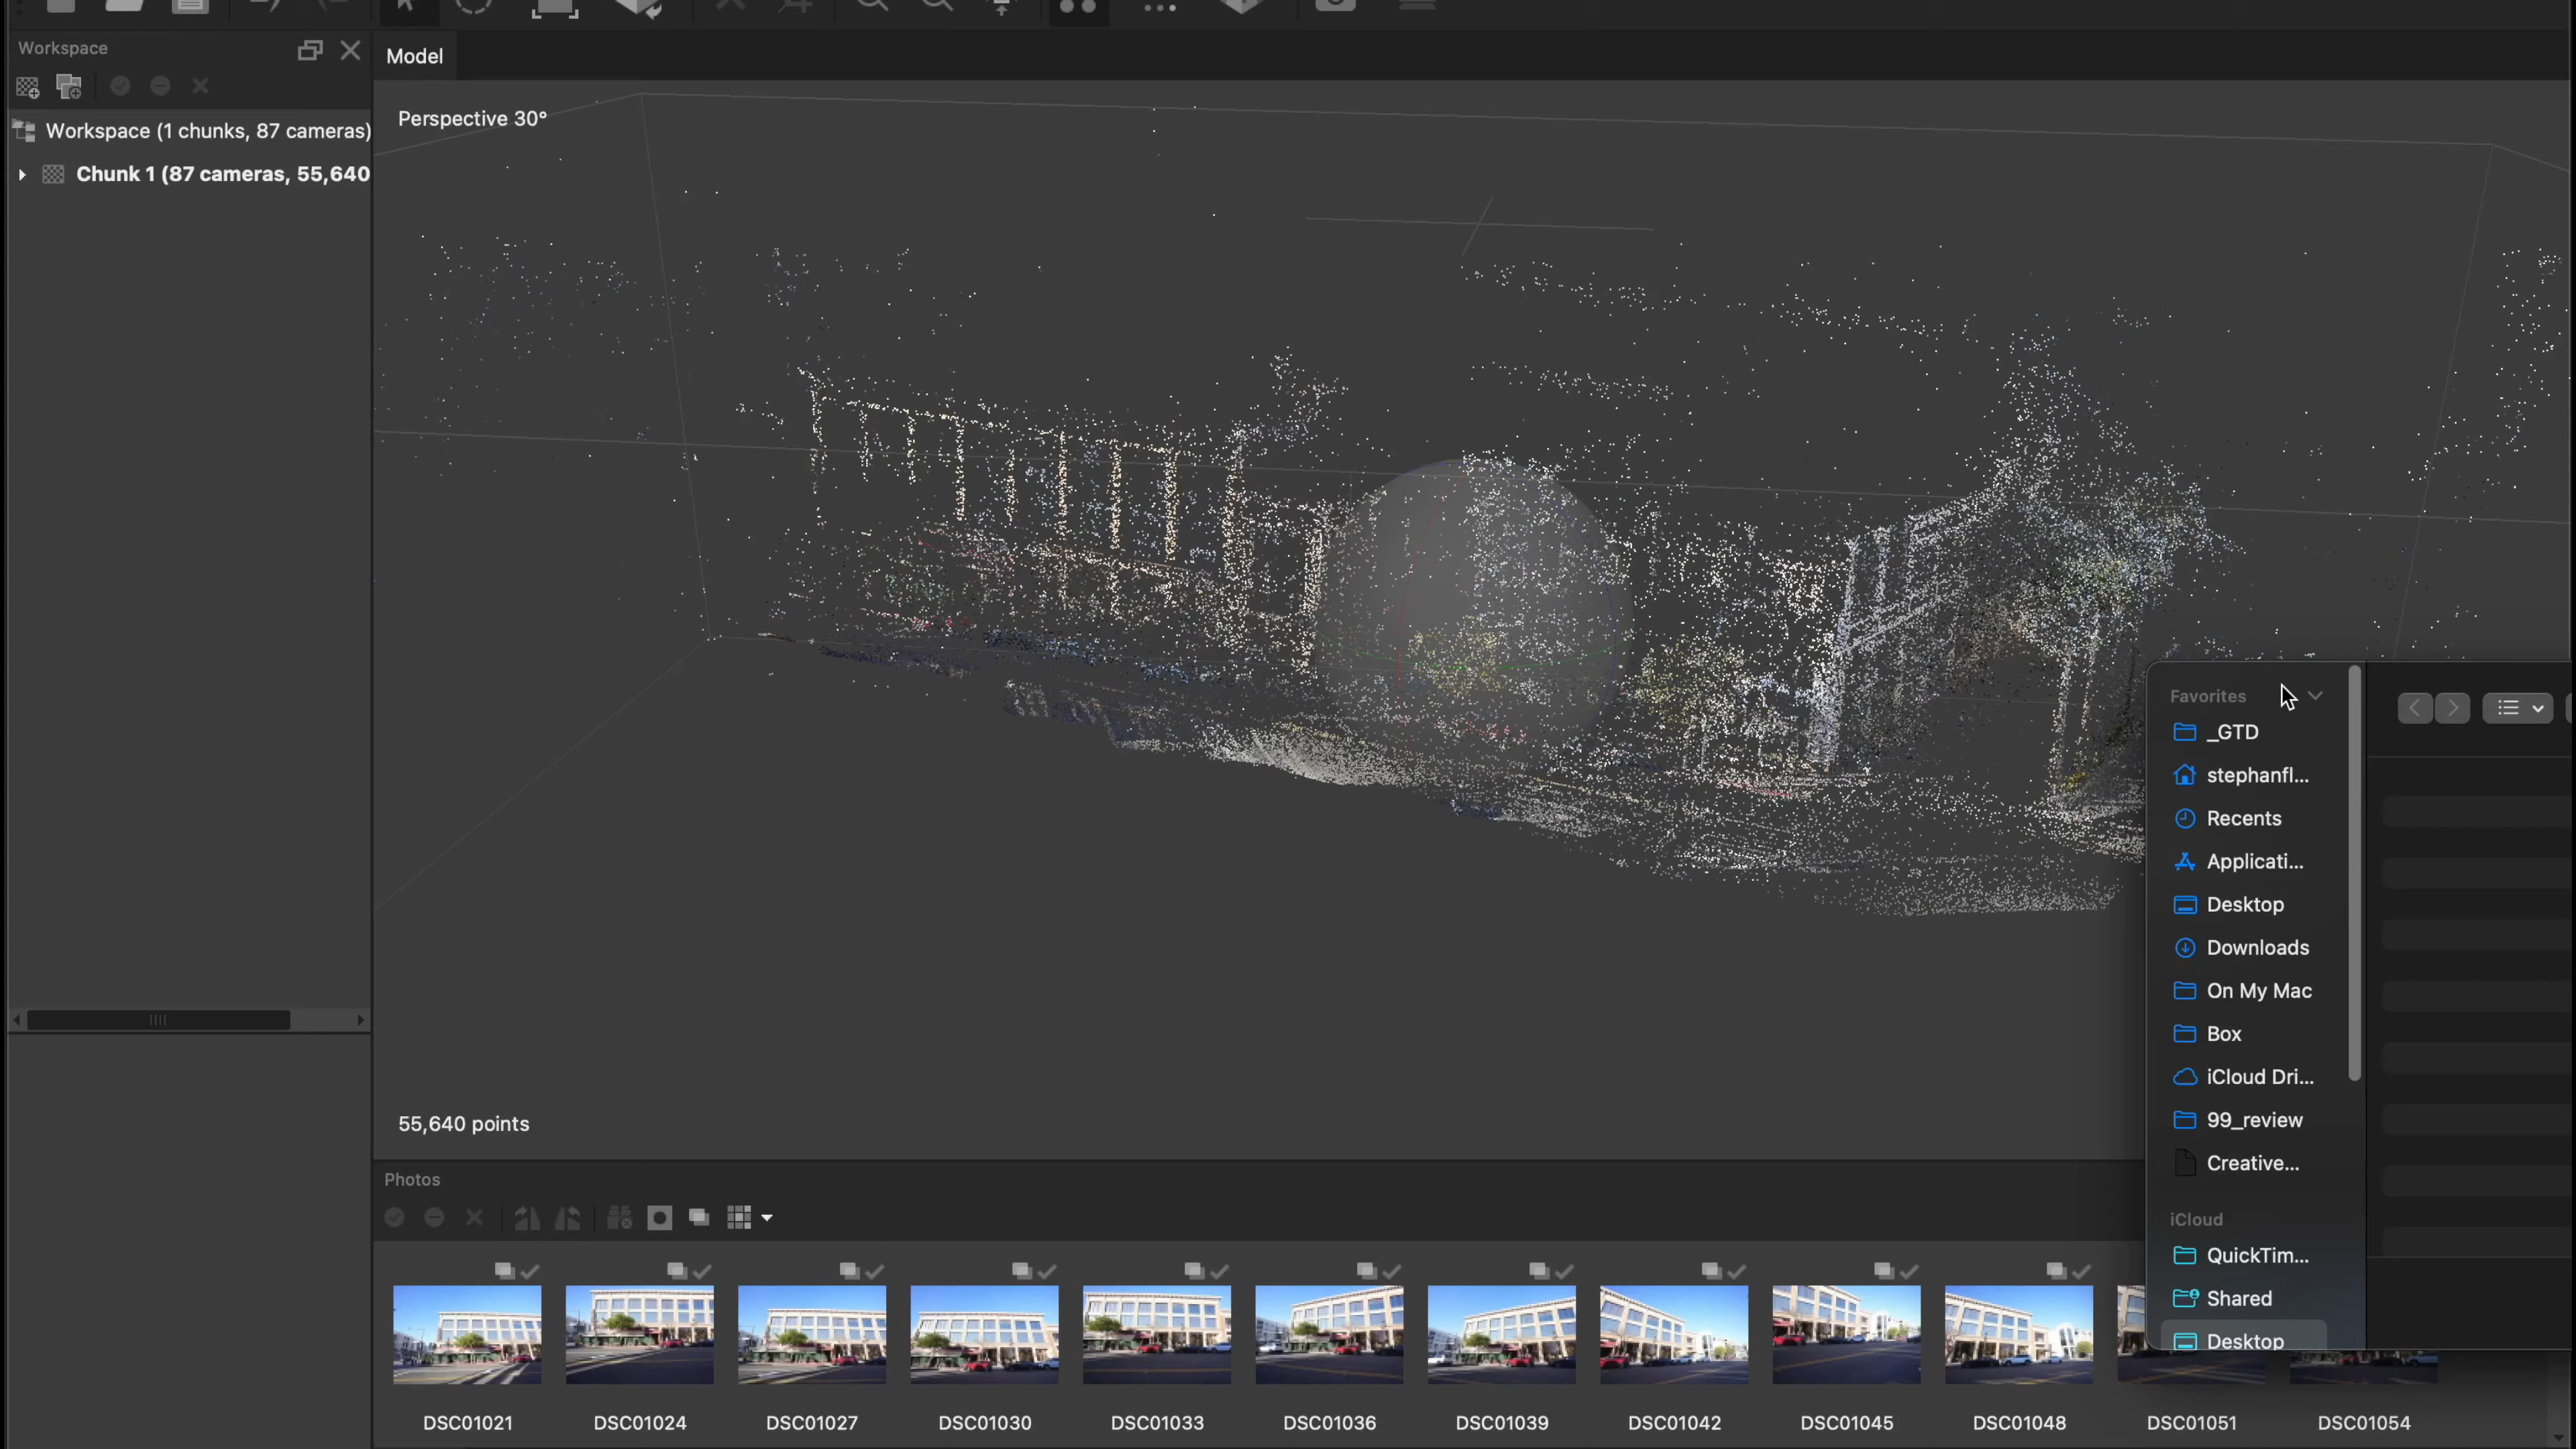 Workspace
Model
Workspace (1 chunks, 87 cameras)
Chunk 1 (87 cameras, 55,640
Perspective 30°
55,640 points
Favorites
_GTD
stephanfl...
Recents
Applicati...
Desktop
Downloads
On My Mac
Box
iCloud Dri...
99_review
Creative...
iCloud
QuickTim...
Shared
Desktop
Photos
DSC01021
DSC01024
DSC01027
DSC01030
DSC01033
DSC01036
DSC01039
DSC01042
DSC01045
DSC01048
DSC01051
DSC01054